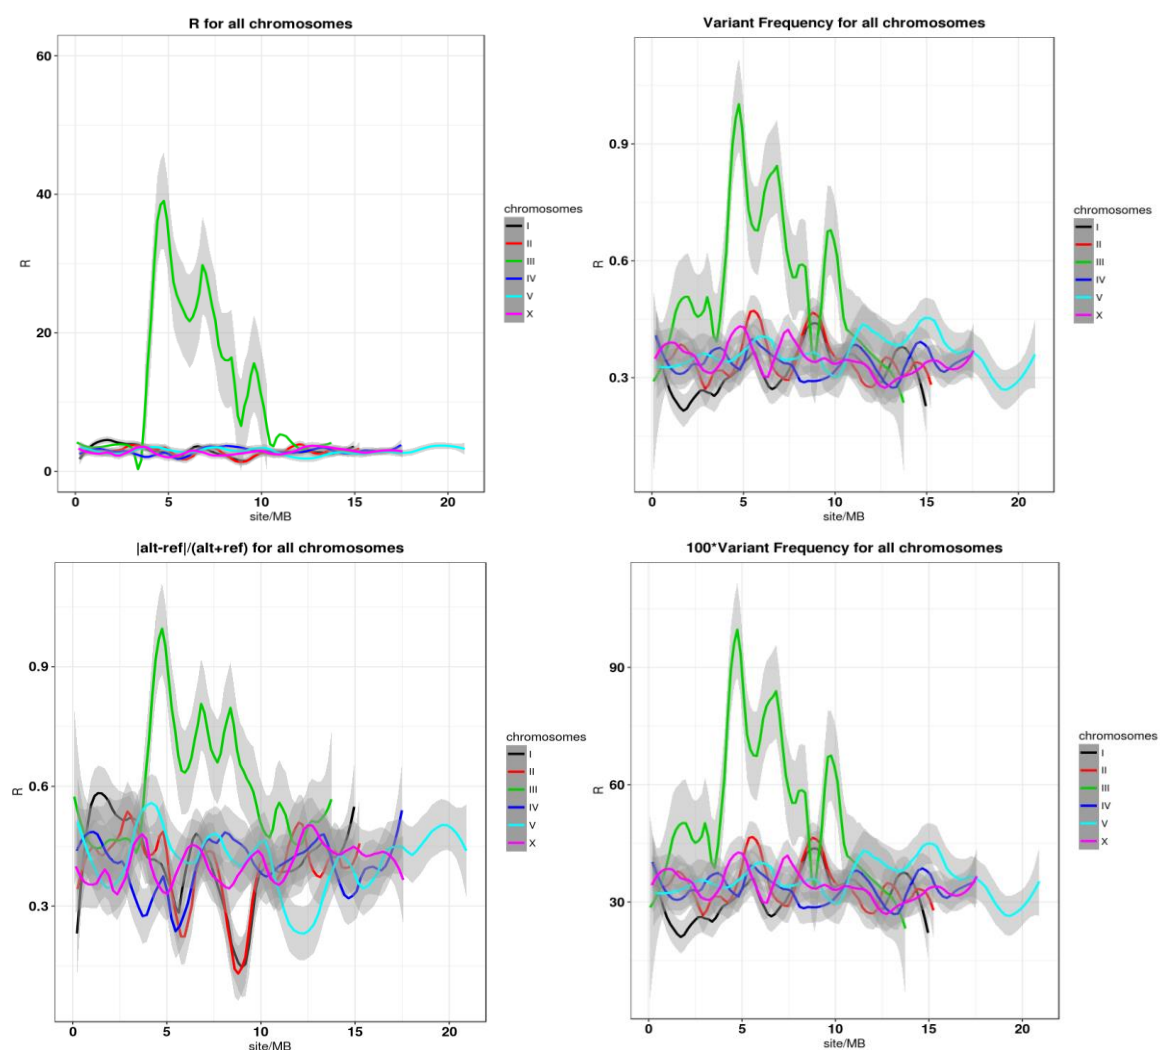 R for all chromosomes
60
40
20
0
R
0 5 10 15 20
site/MB
chromosomes
I
II
III
IV
V
X
Variant Frequency for all chromosomes
0.9
0.6
0.3
R
0 5 10 15 20
site/MB
chromosomes
I
II
III
IV
V
X
|alt-ref|/(alt+ref) for all chromosomes
0.9
0.6
0.3
R
0 5 10 15 20
site/MB
chromosomes
I
II
III
IV
V
X
100*Variant Frequency for all chromosomes
90
60
30
R
0 5 10 15 20
site/MB
chromosomes
I
II
III
IV
V
X